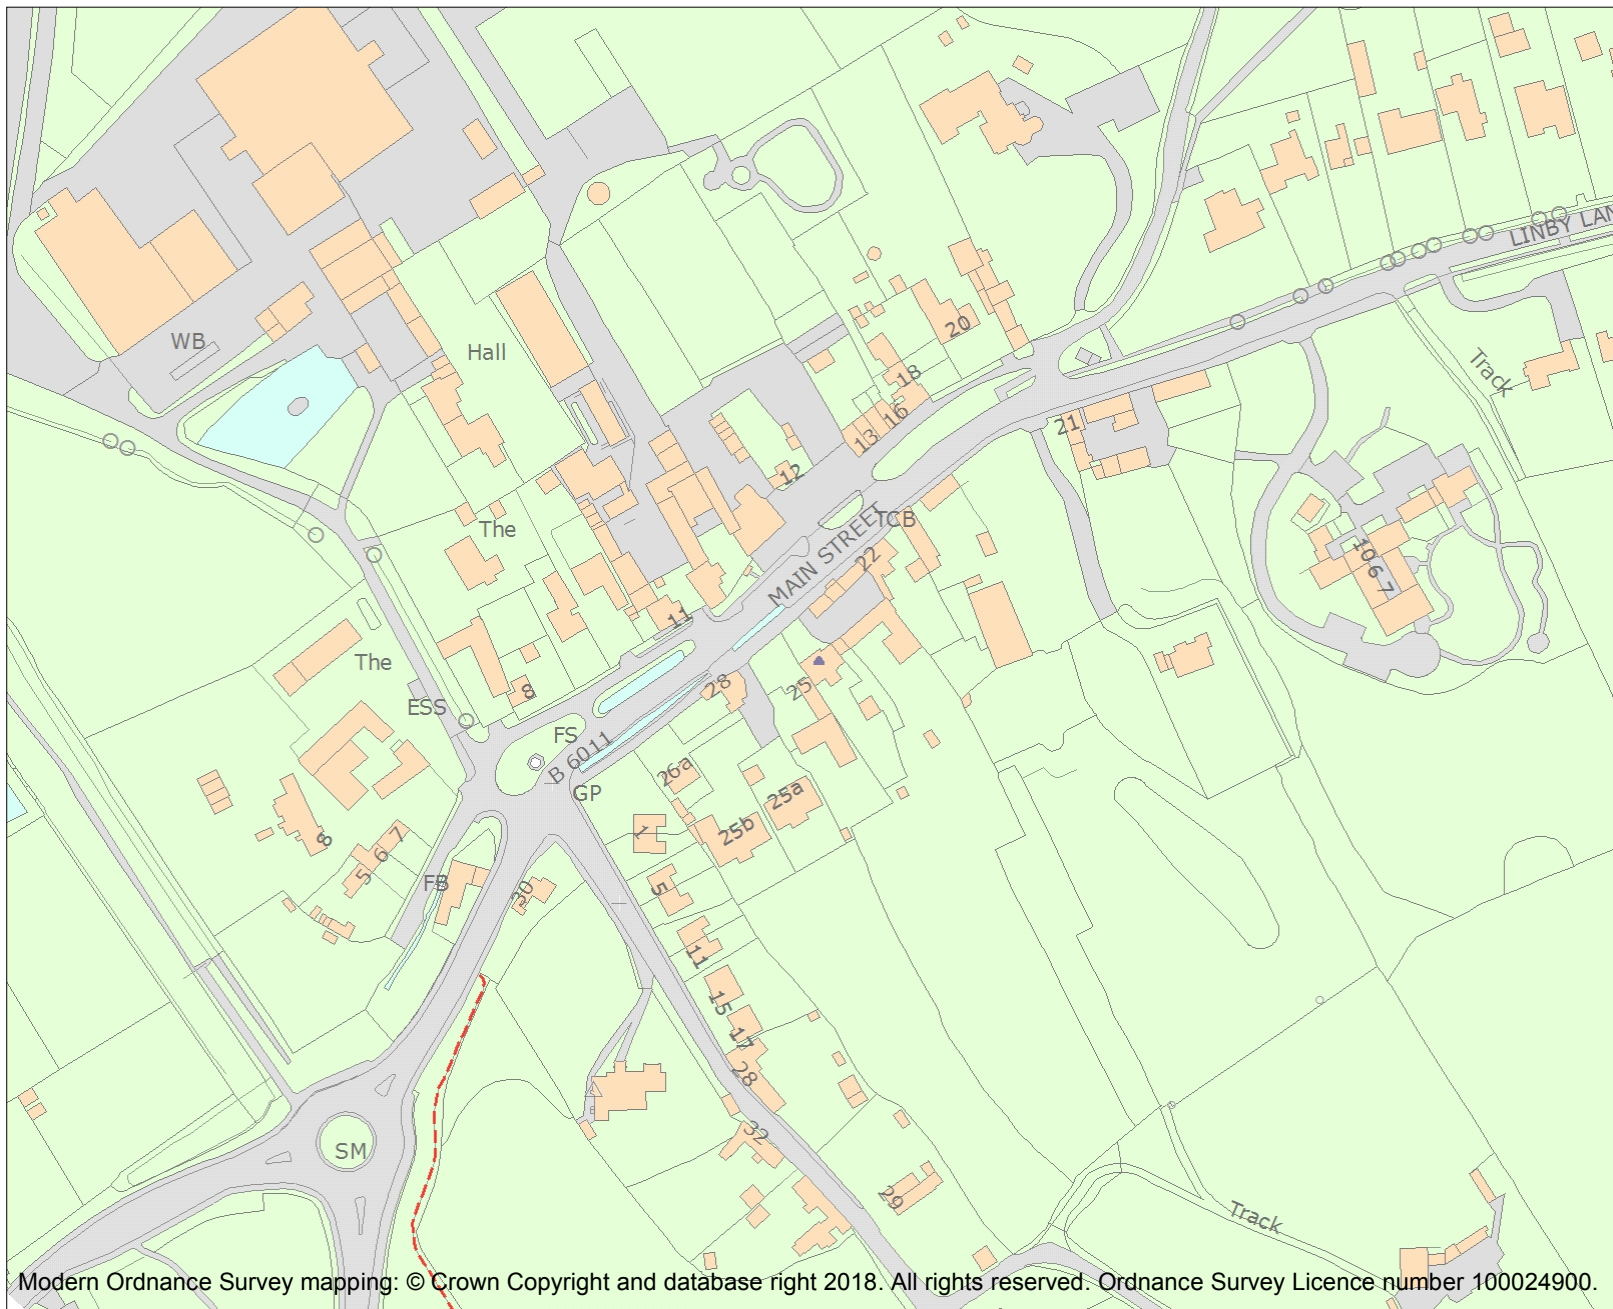 LINBY LAN
WB
Hall
20
18
16
13
12
21
Track
The
TCB
MAIN STREET
22
10
6
7
11
The
8
28
25
ESS
FS
B 6011
GP
26a
25a
25b
1
8
7
6
5
FB
30
5
11
15
17
28
32
29
SM
Track
Modern Ordnance Survey mapping: © Crown Copyright and database right 2018. All rights reserved. Ordnance Survey Licence number 100024900.